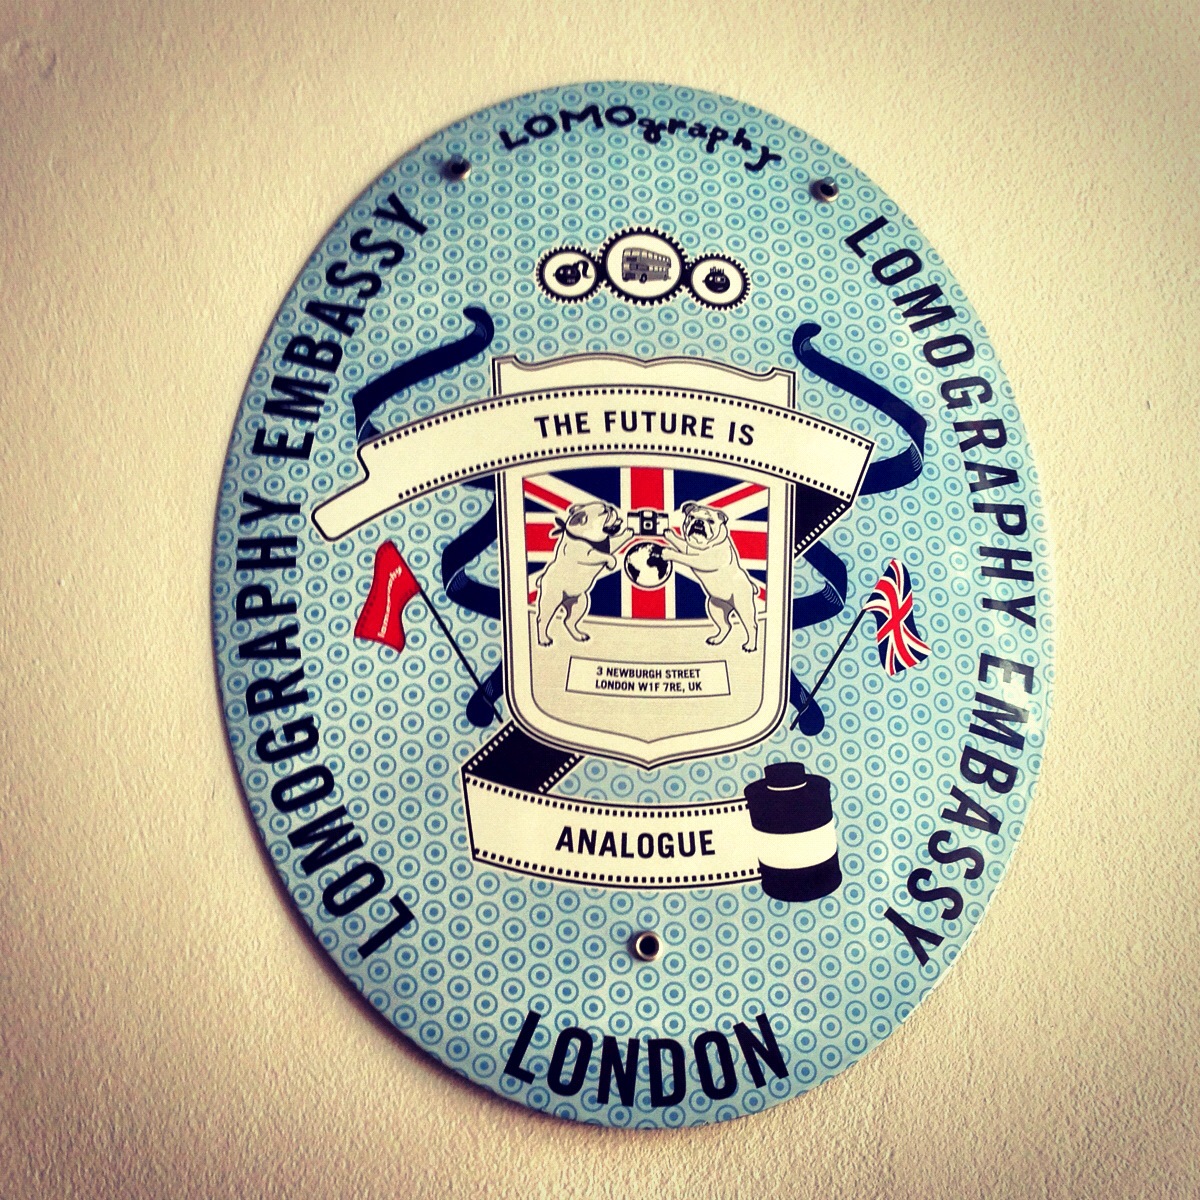 LOMOgraphy
LOMOGRAPHY EMBASSY
LOMOGRAPHY EMBASSY
THE FUTURE IS
3 NEWBURGH STREET
LONDON W1F 7RE, UK
ANALOGUE
LONDON